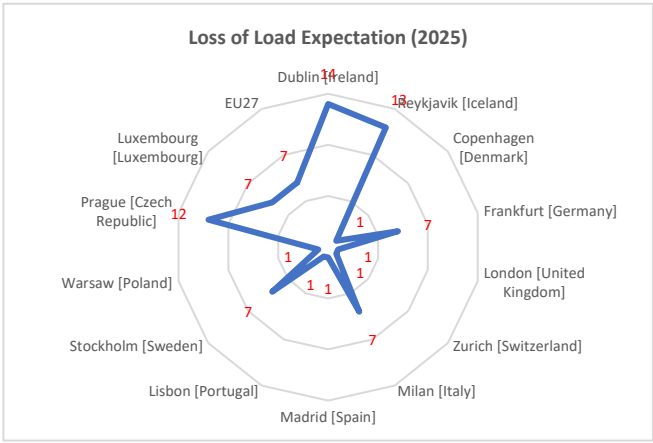 Loss of Load Expectation (2025)
14
Dublin [Ireland]
13
Reykjavik [Iceland]
EU27
Copenhagen
[Denmark]
Luxembourg
[Luxembourg]
7
7
Prague [Czech
Republic]
12
1
7
Frankfurt [Germany]
Warsaw [Poland]
1
1
London [United
Kingdom]
1
7
1
1
7
Stockholm [Sweden]
Zurich [Switzerland]
Lisbon [Portugal]
Milan [Italy]
Madrid [Spain]